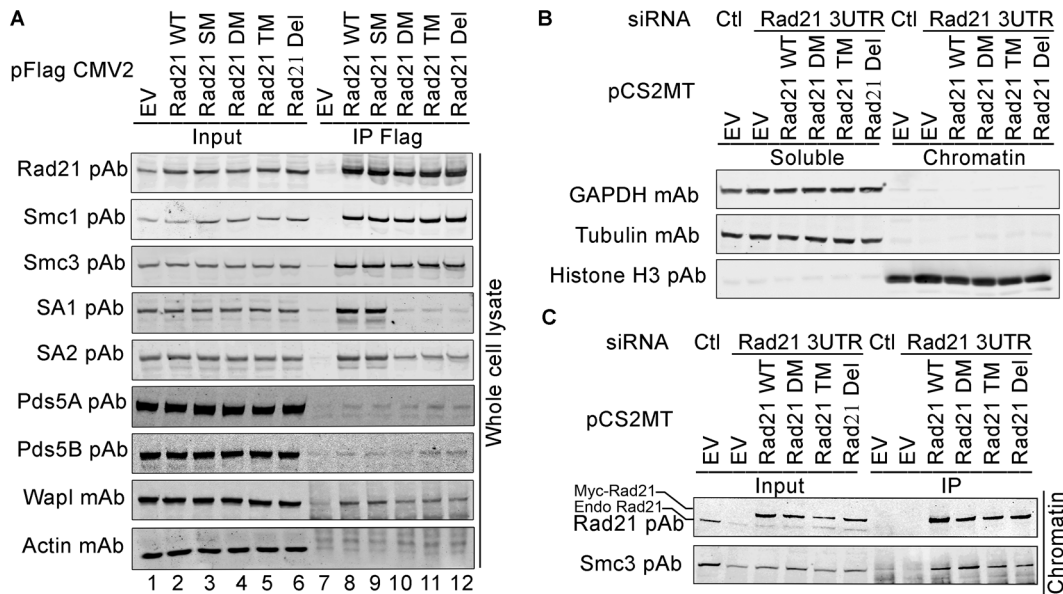 A
pFlag CMV2
EV
Rad21 WT
Rad21 SM
Rad21 DM
Rad21 TM
Rad21 Del
EV
Rad21 WT
Rad21 SM
Rad21 DM
Rad21 TM
Rad21 Del
Input
IP Flag
Rad21 pAb
Smc1 pAb
Smc3 pAb
SA1 pAb
SA2 pAb
Pds5A pAb
Pds5B pAb
Wapl mAb
Actin mAb
1 2 3 4 5 6 7 8 9 10 11 12
Whole cell lysate
B
siRNA
Ctl
Rad21 3UTR
Ctl
Rad21 3UTR
pCS2MT
EV
EV
Rad21 WT
Rad21 DM
Rad21 TM
Rad21 Del
EV
EV
Rad21 WT
Rad21 DM
Rad21 TM
Rad21 Del
Soluble
Chromatin
GAPDH mAb
Tubulin mAb
Histone H3 pAb
C
siRNA
Ctl
Rad21 3UTR
Ctl
Rad21 3UTR
pCS2MT
EV
EV
Rad21 WT
Rad21 DM
Rad21 TM
Rad21 Del
EV
EV
Rad21 WT
Rad21 DM
Rad21 TM
Rad21 Del
Input
IP
Myc-Rad21
Endo Rad21
Rad21 pAb
Smc3 pAb
Chromatin